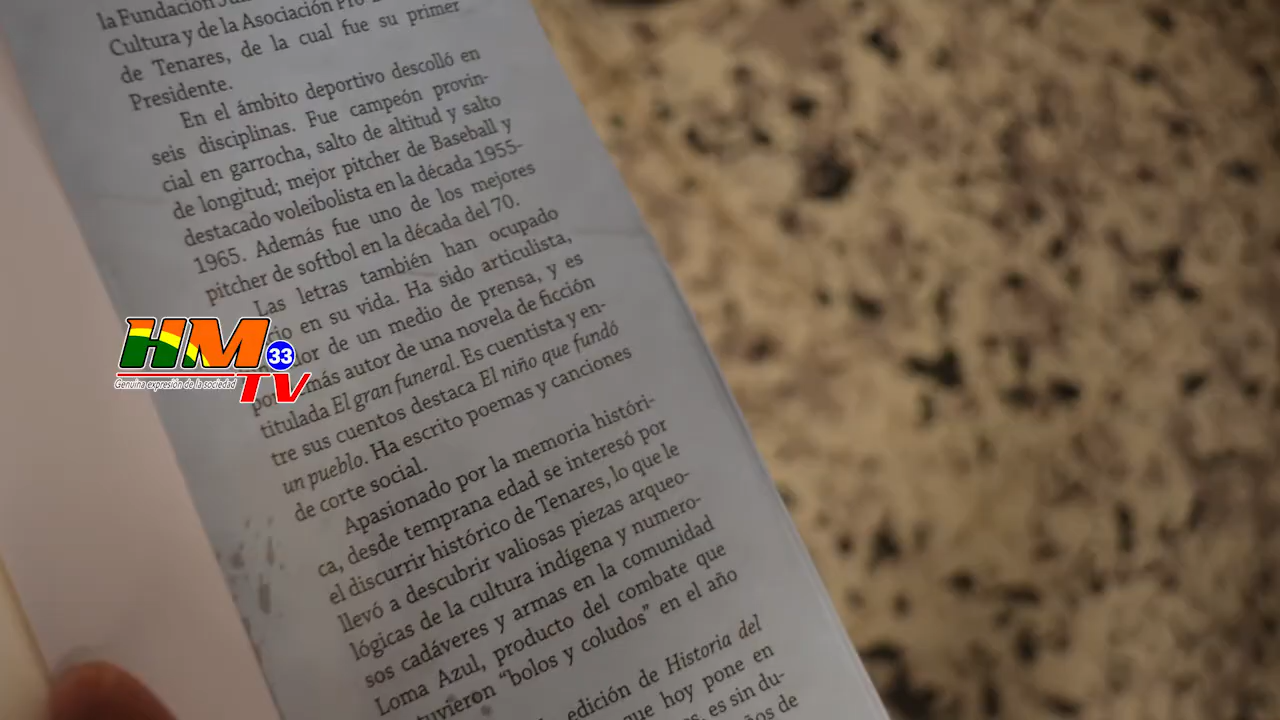 la Fundación
Cultura y de la Asociación Pro
de Tenares, de la cual fue su primer
Presidente.
En el ámbito deportivo descolló en
seis disciplinas. Fue campeón provin-
cial en garrocha, salto de altitud y salto
de longitud; mejor pitcher de Baseball y
destacado voleibolista en la década 1955-
1965. Además fue uno de los mejores
pitcher de softbol en la década del 70.
Las letras también han ocupado
en su vida. Ha sido articulista,
de un medio de prensa, y es
más autor de una novela de ficción
titulada El gran funeral. Es cuentista y en-
tre sus cuentos destaca El niño que fundó
un pueblo. Ha escrito poemas y canciones
de corte social.
Apasionado por la memoria históri-
ca, desde temprana edad se interesó por
el discurrir histórico de Tenares, lo que le
llevó a descubrir valiosas piezas arqueo-
lógicas de la cultura indígena y numero-
sos cadáveres y armas en la comunidad
Loma Azul, producto del combate que
tuvieron "bolos y coludos" en el año
edición de Historia del
que hoy pone en
es sin du-
de
HM
33
TV
Genuina expresión de la sociedad